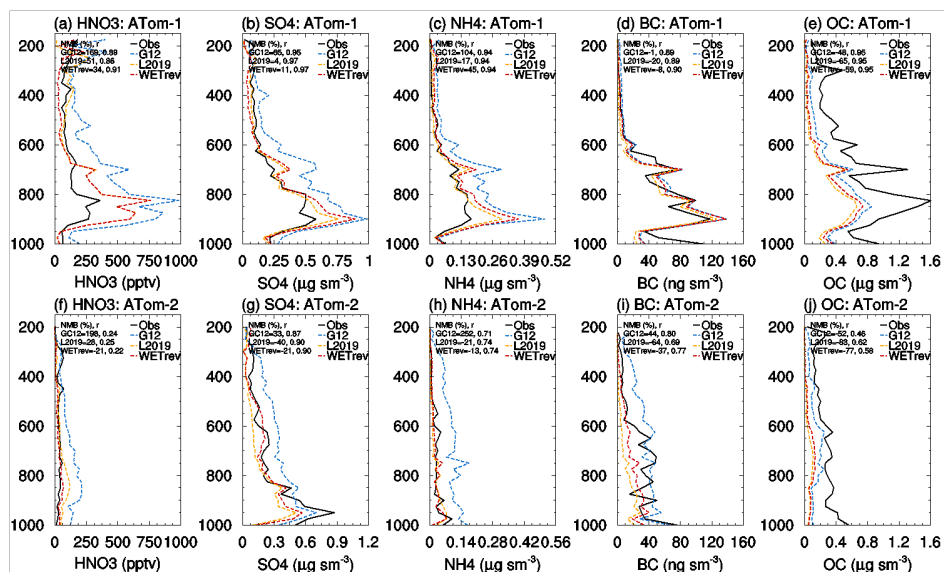 (a) HNO3: ATom-1
NMB (%), r
GC12=169, 0.89
L2019=51, 0.86
WETrev=34, 0.91
Obs
G12
L2019
WETrev
200
400
600
800
1000
0 250 500 750 1000
HNO3 (pptv)
(b) SO4: ATom-1
NMB (%), r
L2019=4, 0.97
WETrev=11, 0.97
Obs
G12
L2019
WETrev
0 0.25 0.5 0.75 1
SO4 (μg sm⁻³)
(c) NH4: ATom-1
NMB (%), r
GC12=104, 0.94
L2019=17, 0.94
WETrev=45, 0.94
Obs
G12
L2019
WETrev
0 0.13 0.26 0.39 0.52
NH4 (μg sm⁻³)
(d) BC: ATom-1
NMB (%), r
GC12=-1, 0.89
L2019=-20, 0.89
WETrev=-8, 0.90
Obs
G12
L2019
WETrev
0 40 80 120 160
BC (ng sm⁻³)
(e) OC: ATom-1
NMB (%), r
GC12=-48, 0.95
L2019=-65, 0.95
WETrev=-59, 0.95
Obs
G12
L2019
WETrev
0 0.4 0.8 1.2 1.6
OC (μg sm⁻³)
(f) HNO3: ATom-2
NMB (%), r
GC12=198, 0.24
L2019=28, 0.25
WETrev=-21, 0.22
Obs
G12
L2019
WETrev
200
400
600
800
1000
0 250 500 750 1000
HNO3 (pptv)
(g) SO4: ATom-2
NMB (%), r
GC12=33, 0.87
L2019=-40, 0.90
WETrev=-21, 0.90
Obs
G12
L2019
WETrev
0 0.3 0.6 0.9 1.2
SO4 (μg sm⁻³)
(h) NH4: ATom-2
NMB (%), r
GC12=252, 0.71
L2019=-21, 0.74
WETrev=-13, 0.74
Obs
G12
L2019
WETrev
0 0.14 0.28 0.42 0.56
NH4 (μg sm⁻³)
(i) BC: ATom-2
NMB (%), r
GC12=44, 0.80
L2019=-64, 0.69
WETrev=-37, 0.77
Obs
G12
L2019
WETrev
0 40 80 120 160
BC (ng sm⁻³)
(j) OC: ATom-2
NMB (%), r
GC12=-52, 0.46
L2019=-83, 0.62
WETrev=-77, 0.58
Obs
G12
L2019
WETrev
0 0.4 0.8 1.2 1.6
OC (μg sm⁻³)